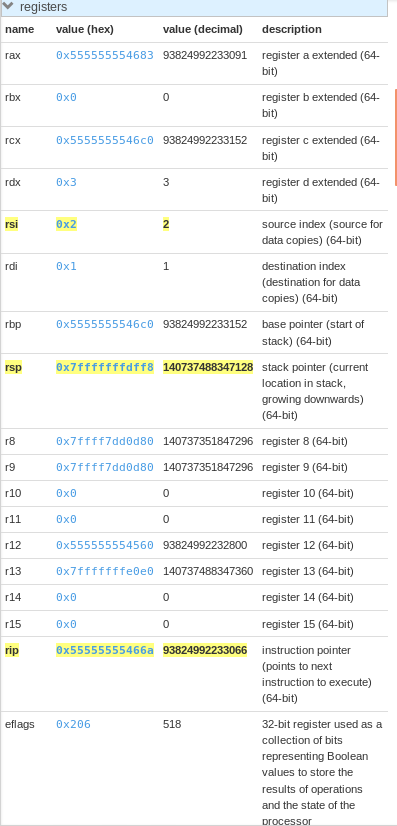 registers
name value (hex) value (decimal) description
rax 0x555555554683 93824992233091 register a extended (64-
bit)
rbx 0x0 0 register b extended (64-
bit)
rcx 0x5555555546c0 93824992233152 register c extended (64-
bit)
rdx 0x3 3 register d extended (64-
bit)
rsi 0x2 2 source index (source for
data copies) (64-bit)
rdi 0x1 1 destination index
(destination for data
copies) (64-bit)
rbp 0x5555555546c0 93824992233152 base pointer (start of
stack) (64-bit)
rsp 0x7fffffffdff8 140737488347128 stack pointer (current
location in stack,
growing downwards)
(64-bit)
r8 0x7ffff7dd0d80 140737351847296 register 8 (64-bit)
r9 0x7ffff7dd0d80 140737351847296 register 9 (64-bit)
r10 0x0 0 register 10 (64-bit)
r11 0x0 0 register 11 (64-bit)
r12 0x555555554560 93824992232800 register 12 (64-bit)
r13 0x7fffffffe0e0 140737488347360 register 13 (64-bit)
r14 0x0 0 register 14 (64-bit)
r15 0x0 0 register 15 (64-bit)
rip 0x55555555466a 93824992233066 instruction pointer
(points to next
instruction to execute)
(64-bit)
eflags 0x206 518 32-bit register used as a
collection of bits
representing Boolean
values to store the
results of operations
and the state of the
processor